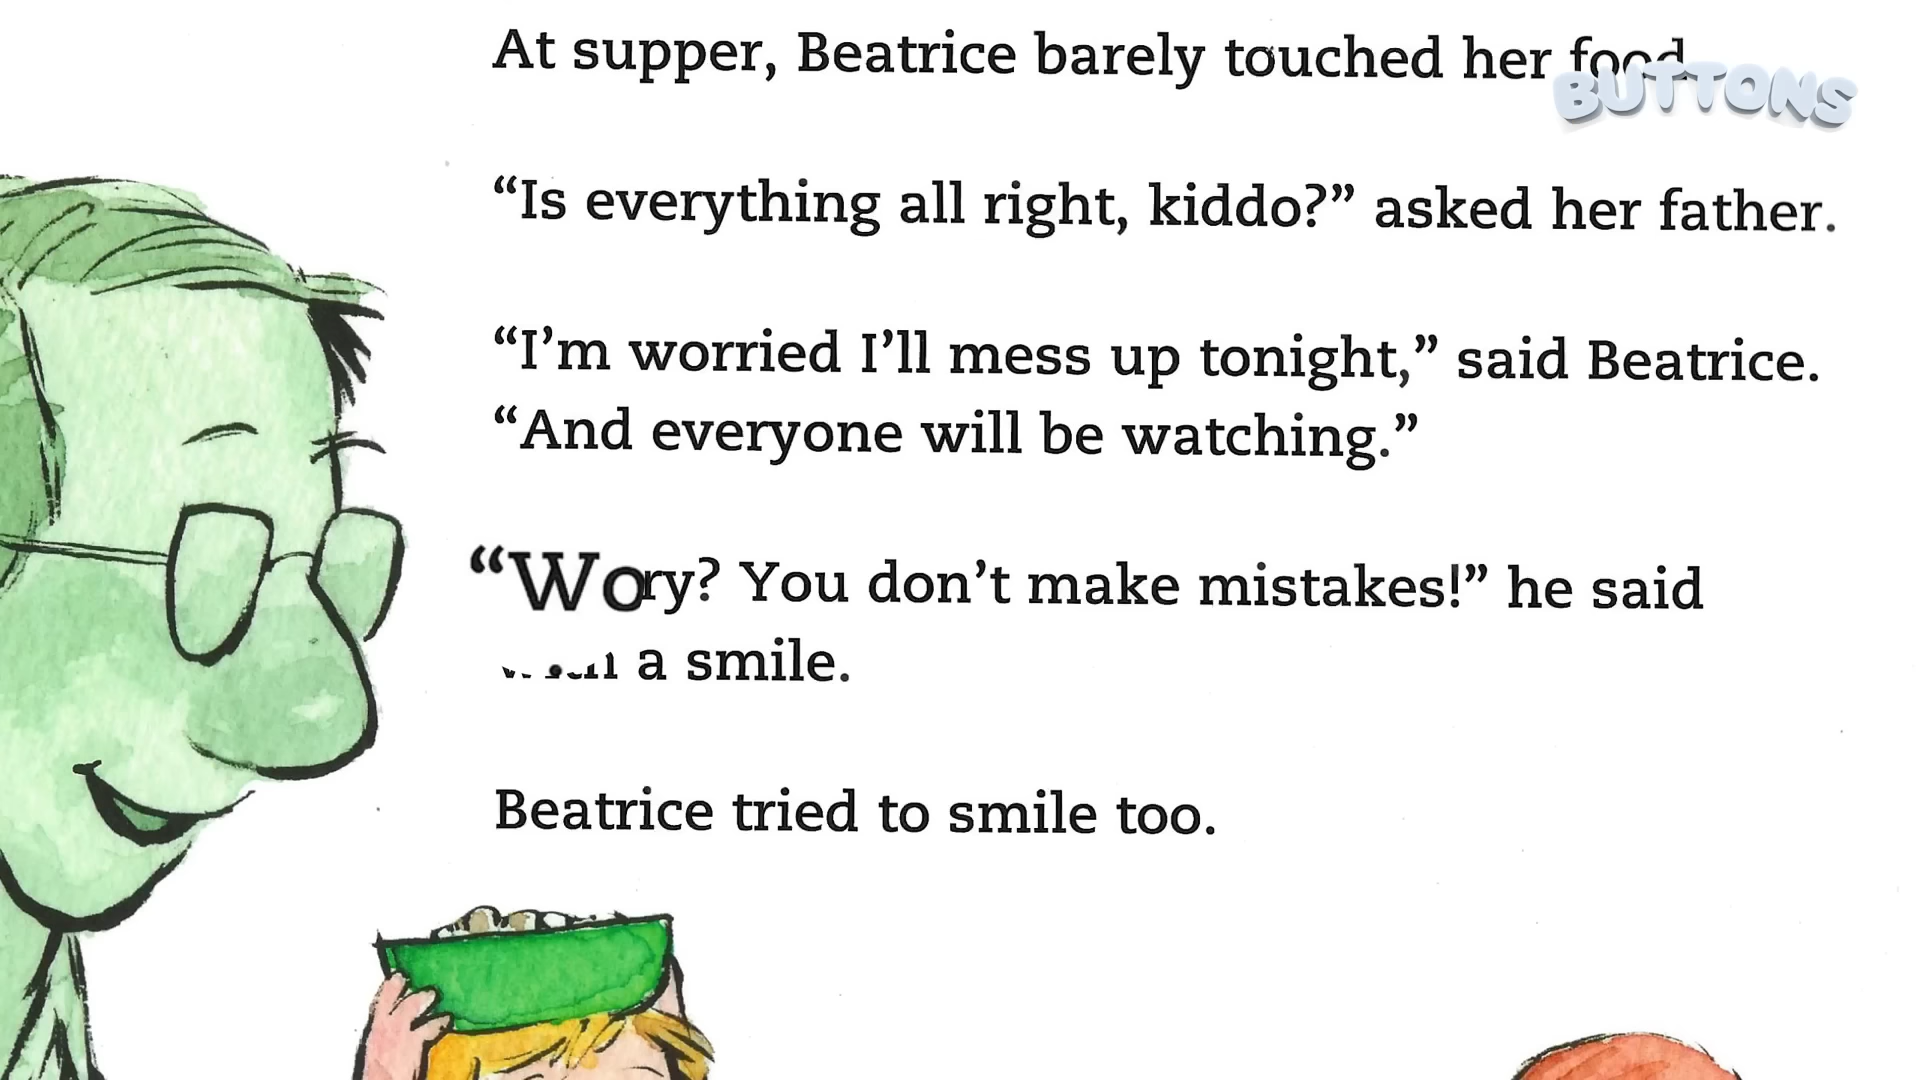 At supper, Beatrice barely touched her food
BUTTONS
“Is everything all right, kiddo?” asked her father.
“I’m worried I’ll mess up tonight,” said Beatrice.
“And everyone will be watching.”
“Wory? You don’t make mistakes!” he said
a smile.
Beatrice tried to smile too.